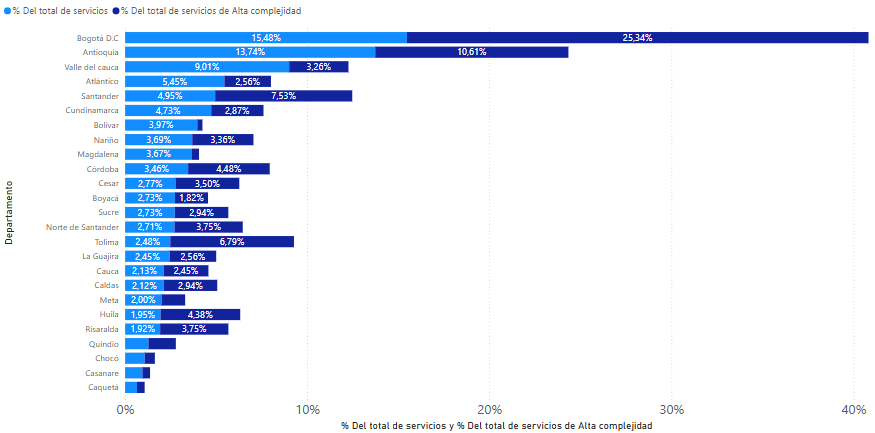 % Del total de servicios % Del total de servicios de Alta complejidad
Bogotá D.C 15,48% 25,34%
Antioquia 13,74% 10,61%
Valle del cauca 9,01% 3,26%
Atlántico 5,45% 2,56%
Santander 4,95% 7,53%
Cundinamarca 4,73% 2,87%
Bolívar 3,97%
Nariño 3,69% 3,36%
Magdalena 3,67%
Córdoba 3,46% 4,48%
Cesar 2,77% 3,50%
Boyacá 2,73% 1,82%
Sucre 2,73% 2,94%
Norte de Santander 2,71% 3,75%
Tolima 2,48% 6,79%
La Guajira 2,45% 2,56%
Cauca 2,13% 2,45%
Caldas 2,12% 2,94%
Meta 2,00%
Huila 1,95% 4,38%
Risaralda 1,92% 3,75%
Quindío
Chocó
Casanare
Caquetá
Departamento
0% 10% 20% 30% 40%
% Del total de servicios y % Del total de servicios de Alta complejidad